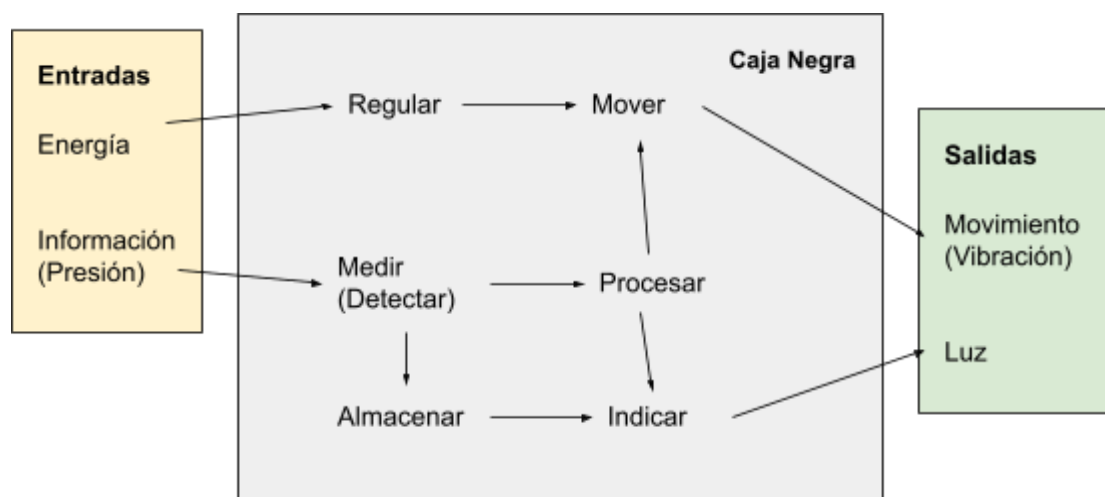 Entradas
Energía
Información
(Presión)
Caja Negra
Regular
Mover
Medir
(Detectar)
Procesar
Almacenar
Indicar
Salidas
Movimiento
(Vibración)
Luz